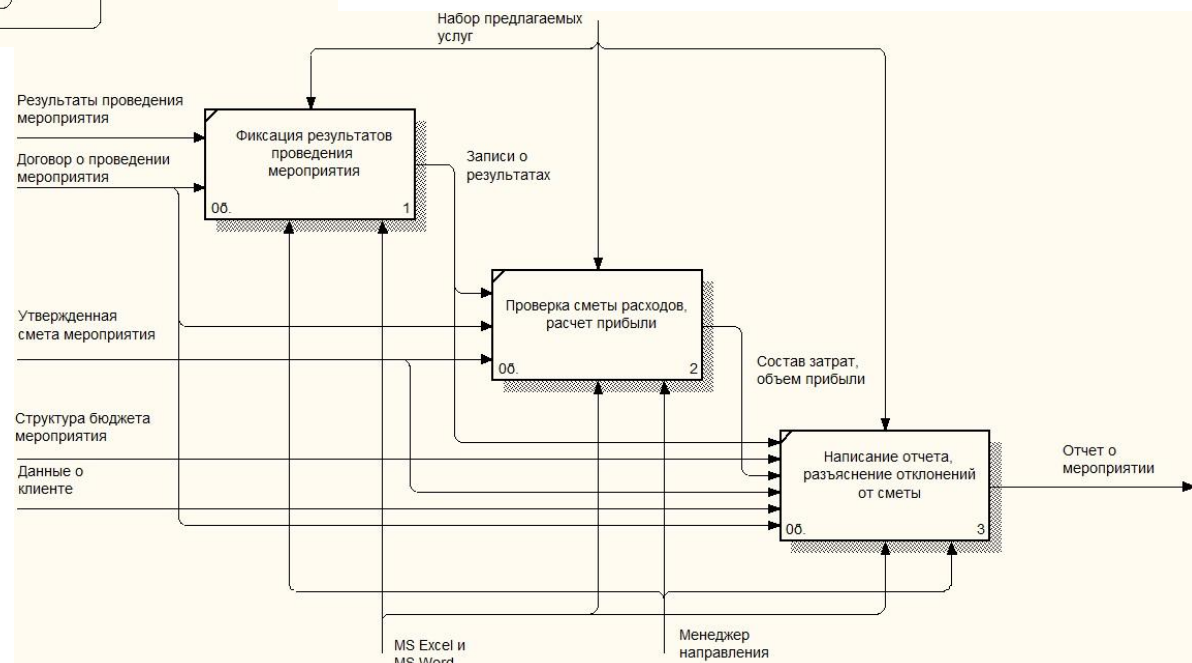 Набор предлагаемых
услуг
Результаты проведения
мероприятия
Договор о проведении
мероприятия
Фиксация результатов
проведения
мероприятия
0б.
1
Записи о
результатах
Утвержденная
смета мероприятия
Проверка сметы расходов,
расчет прибыли
0б.
2
Состав затрат,
объем прибыли
Структура бюджета
мероприятия
Данные о
клиенте
Написание отчета,
разъяснение отклонений
от сметы
0б.
3
Отчет о
мероприятии
MS Excel и
MS Word
Менеджер
направления